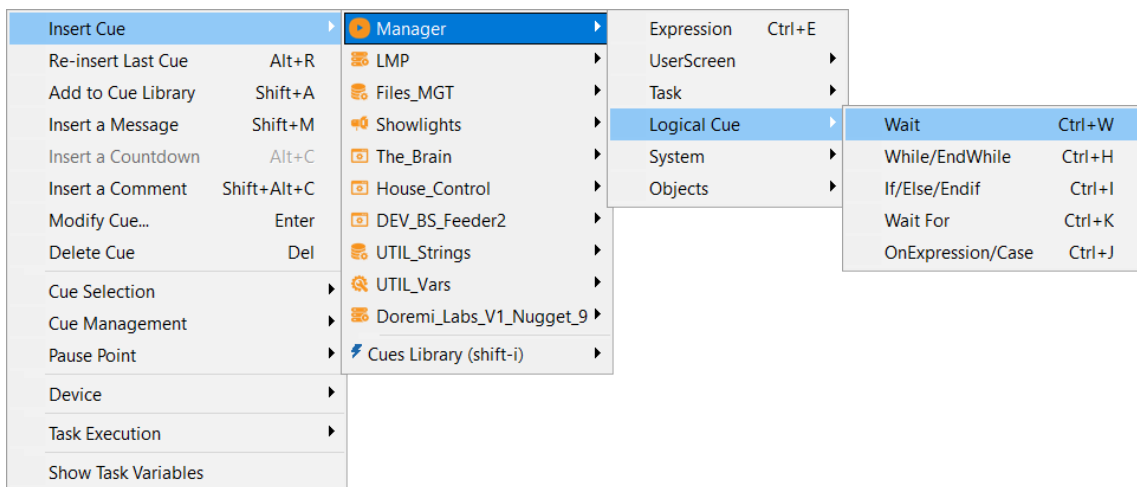 Insert Cue
Re-insert Last Cue Alt+R
Add to Cue Library Shift+A
Insert a Message Shift+M
Insert a Countdown Alt+C
Insert a Comment Shift+Alt+C
Modify Cue... Enter
Delete Cue Del
Cue Selection
Cue Management
Pause Point
Device
Task Execution
Show Task Variables
Manager
LMP
Files_MGT
Showlights
The_Brain
House_Control
DEV_BS_Feeder2
UTIL_Strings
UTIL_Vars
Doremi_Labs_V1_Nugget_9
Cues Library (shift-i)
Expression Ctrl+E
UserScreen
Task
Logical Cue
System
Objects
Wait Ctrl+W
While/EndWhile Ctrl+H
If/Else/Endif Ctrl+I
Wait For Ctrl+K
OnExpression/Case Ctrl+J